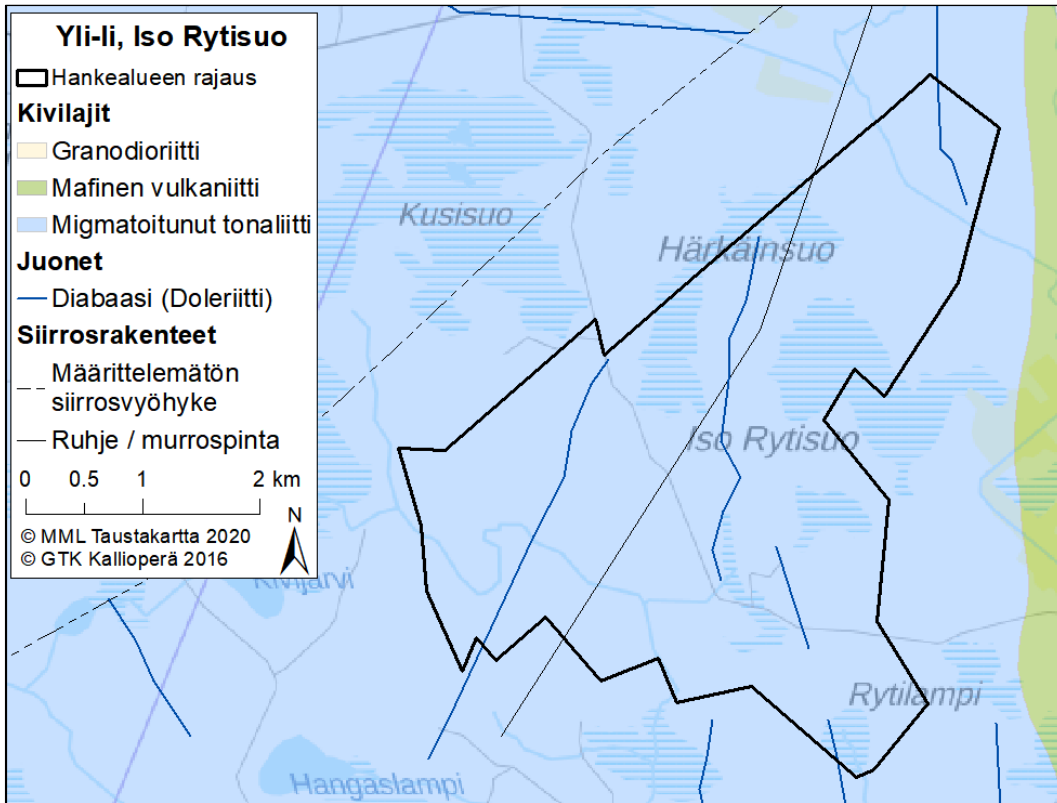 Yli-Ii, Iso Rytisuo
Hankealueen rajaus
Kivilajit
Granodioriitti
Mafinen vulkaniitti
Migmatoitunut tonaliitti
Juonet
Diabaasi (Doleriitti)
Siirrosrakenteet
Määrittelemätön
siirrosvyöhyke
Ruhje / murrospinta
0 0.5 1 2 km
N
© MML Taustakartta 2020
© GTK Kallioperä 2016
Kusisuo
Härkäinsuo
Iso Rytisuo
Kivijärvi
Rytilampi
Hangaslampi